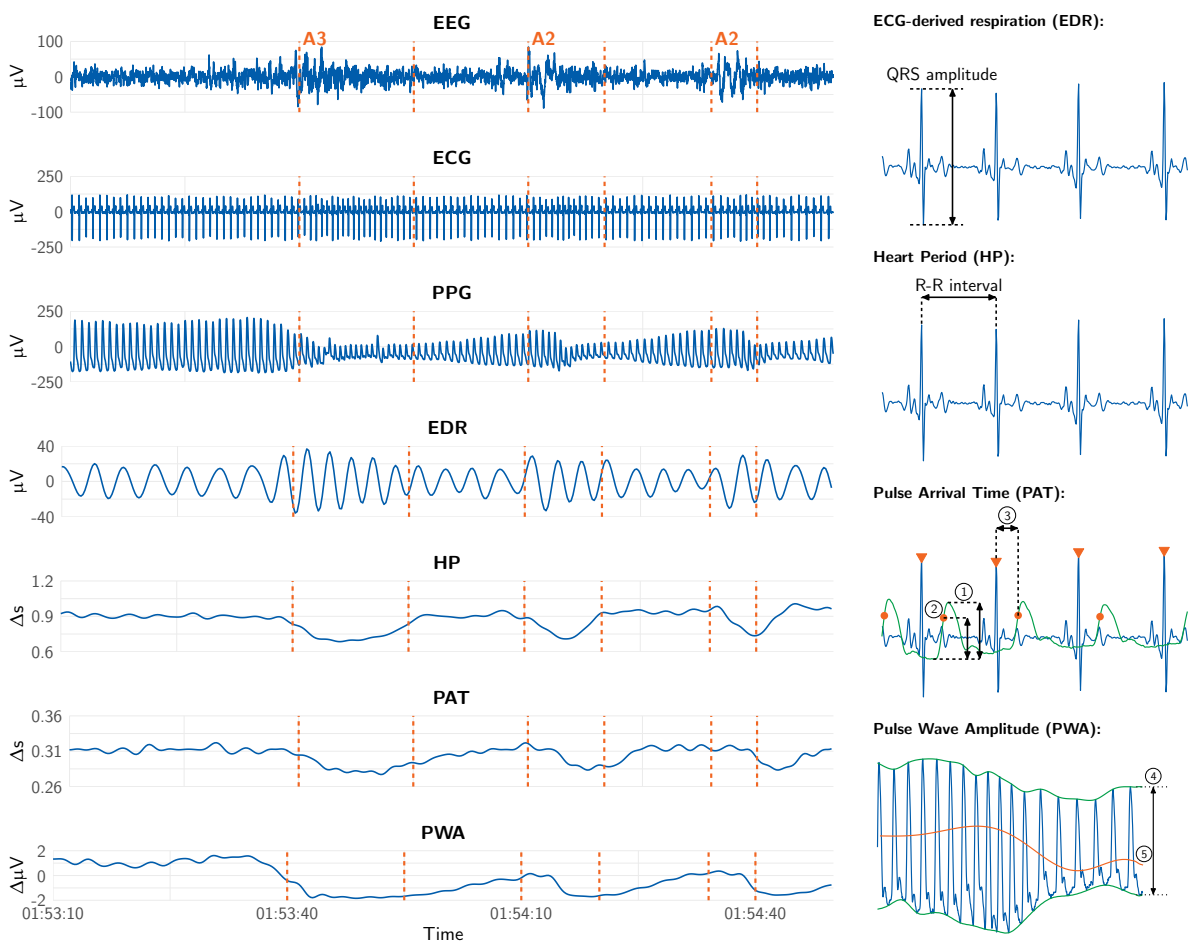 EEG
100
0
-100
µV
A3
A2
A2
ECG
250
0
-250
µV
PPG
250
0
-250
µV
EDR
40
0
-40
µV
HP
1.2
0.9
0.6
Δs
PAT
0.36
0.31
0.26
Δs
PWA
2
0
-2
ΔµV
01:53:10
01:53:40
01:54:10
01:54:40
Time
ECG-derived respiration (EDR):
QRS amplitude
Heart Period (HP):
R-R interval
Pulse Arrival Time (PAT):
3
1
2
Pulse Wave Amplitude (PWA):
4
5